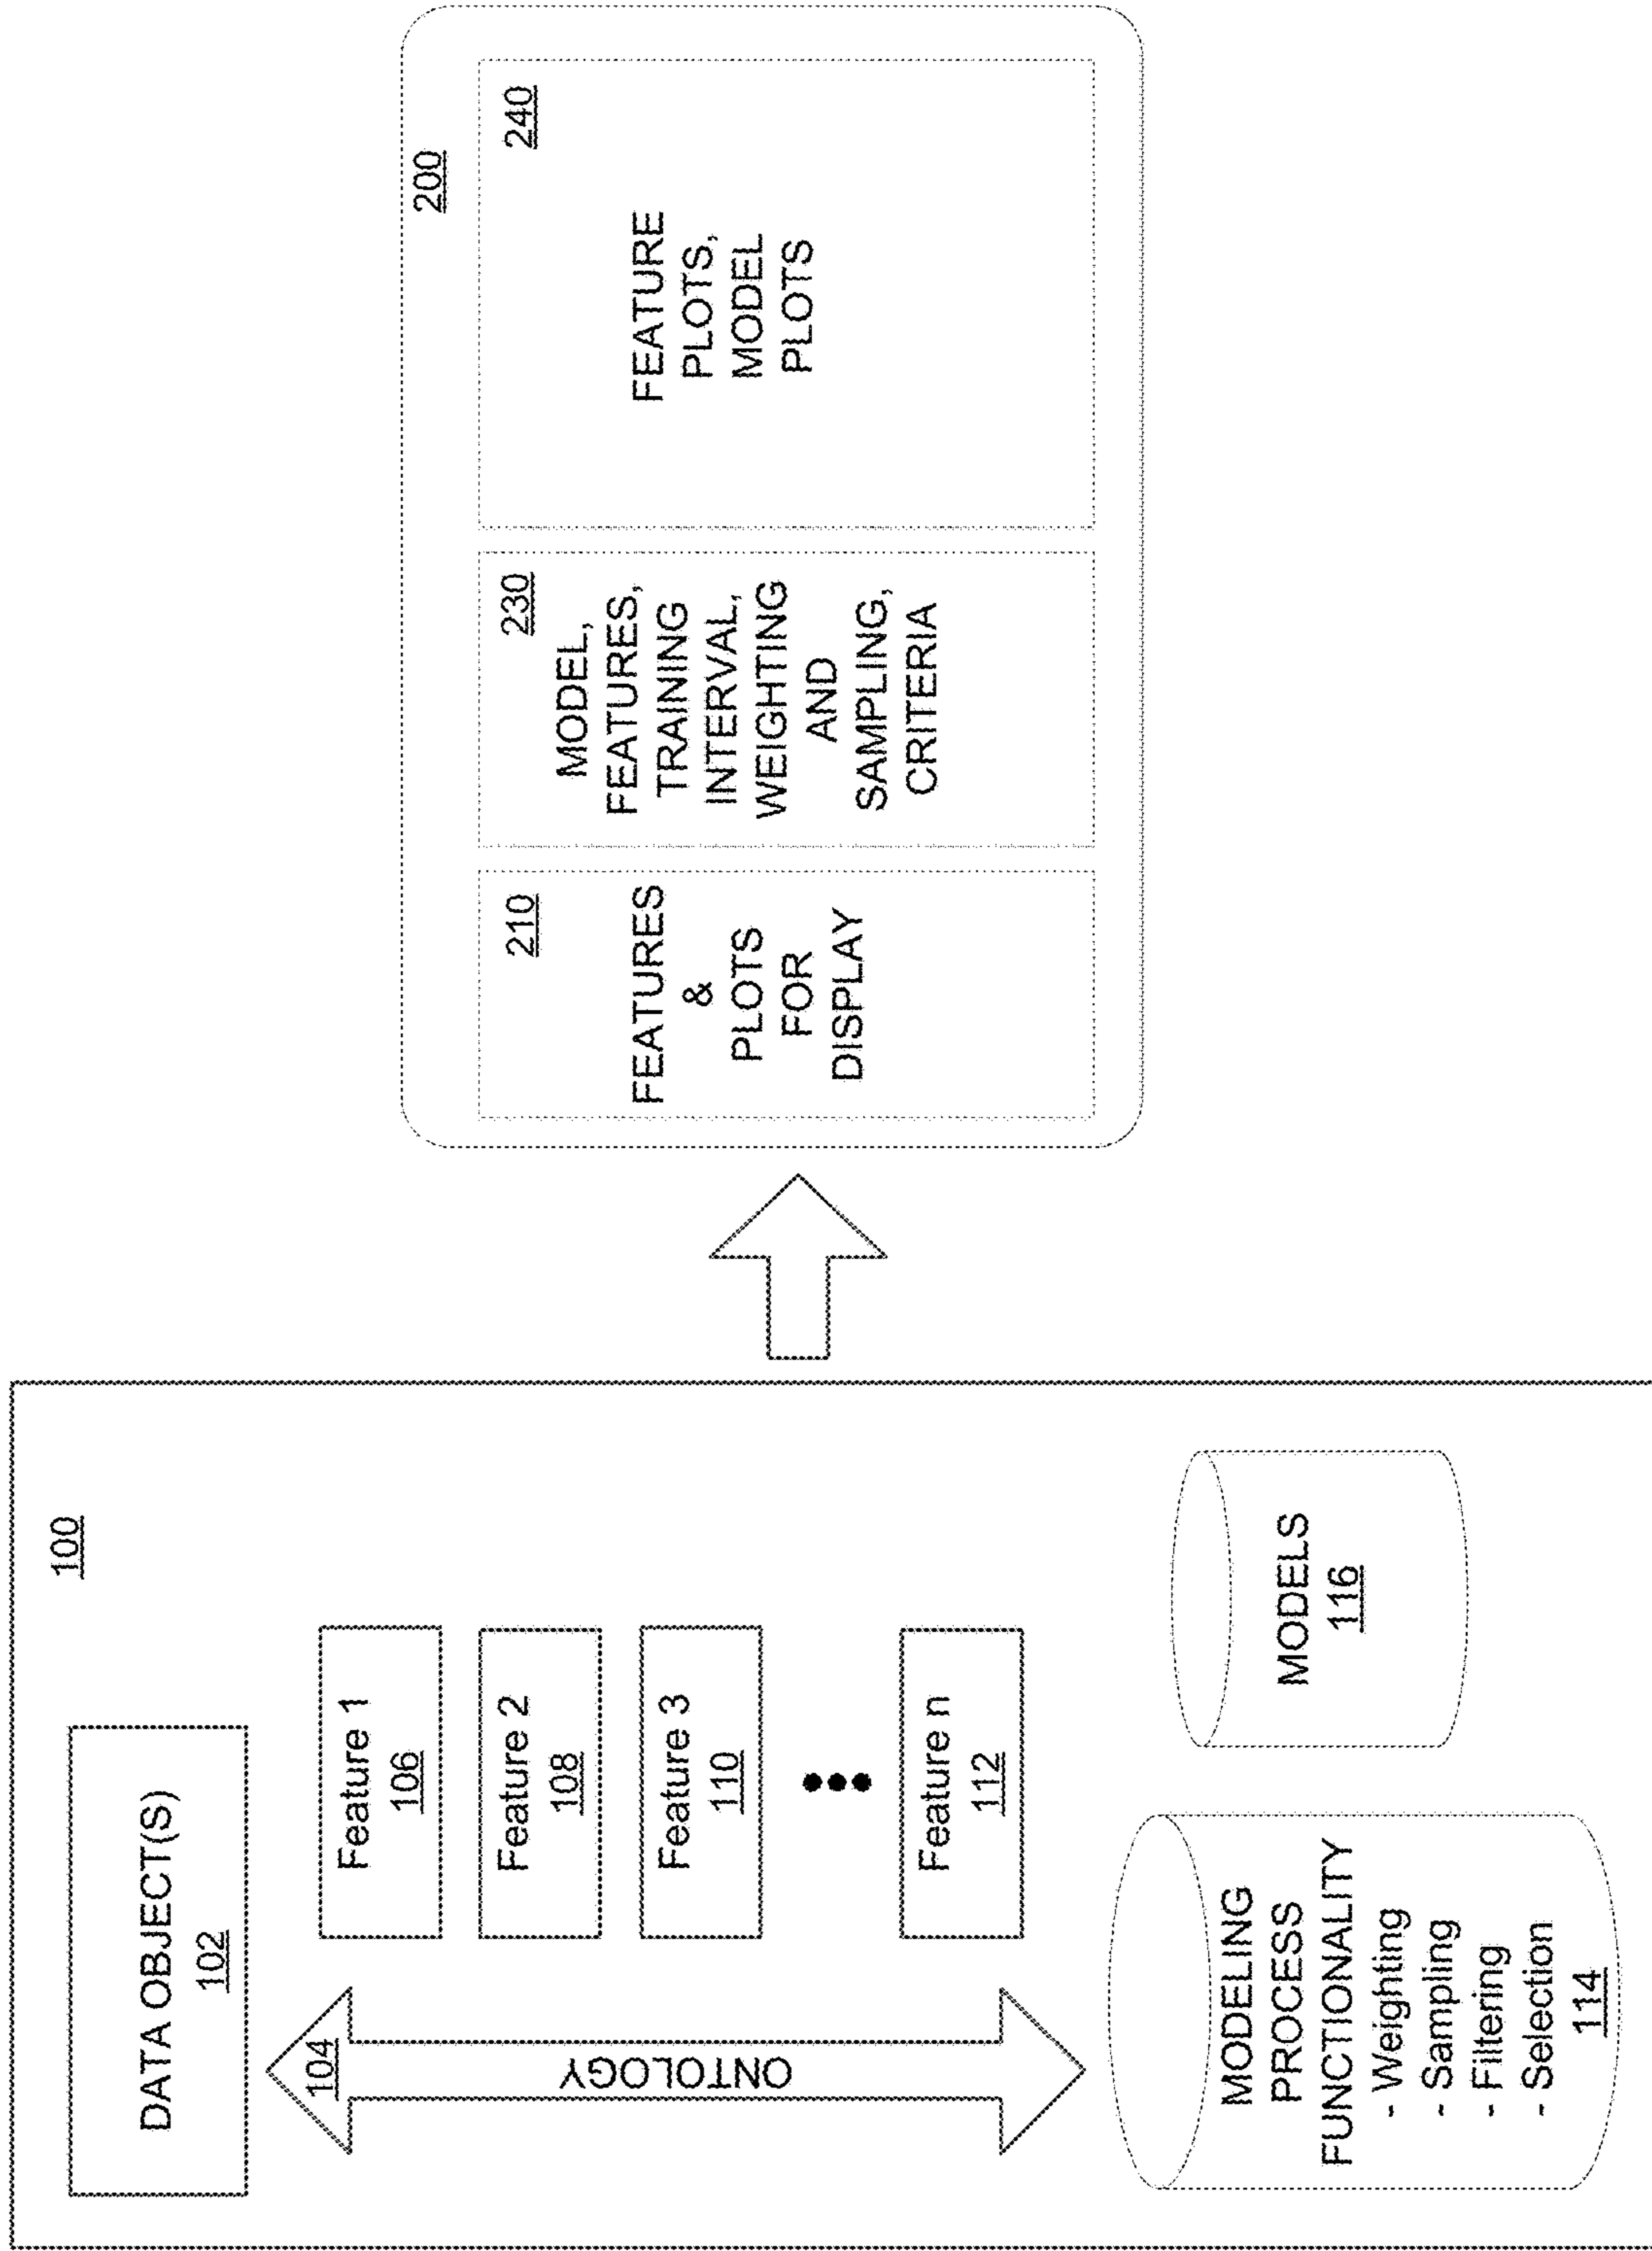 100
DATA OBJECT(S)
102
104
ONTOLOGY
Feature 1
106
Feature 2
108
Feature 3
110
Feature n
112
MODELING
PROCESS
FUNCTIONALITY
- Weighting
- Sampling
- Filtering
- Selection
114
MODELS
116
200
210
FEATURES
&
PLOTS
FOR
DISPLAY
230
MODEL,
FEATURES,
TRAINING
INTERVAL,
WEIGHTING
AND
SAMPLING,
CRITERIA
240
FEATURE
PLOTS,
MODEL
PLOTS